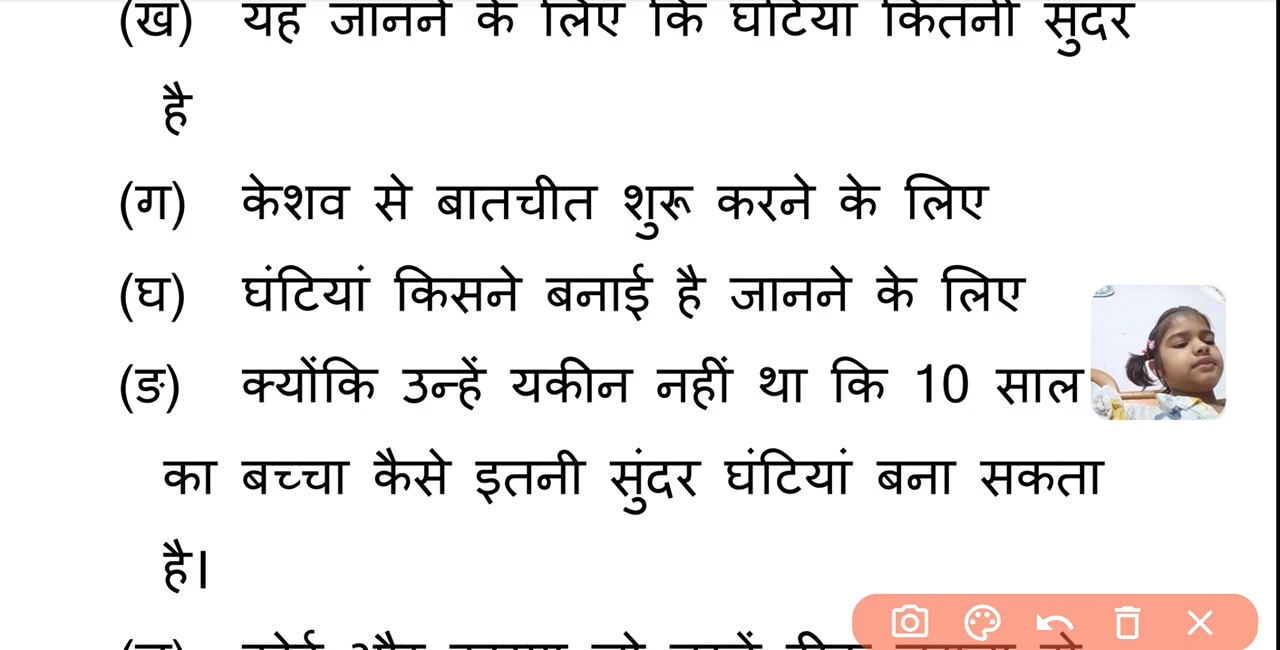 (ख) यह जानने के लिए कि घंटियां कितनी सुंदर
है
(ग) केशव से बातचीत शुरू करने के लिए
(घ) घंटियां किसने बनाई है जानने के लिए
(ङ) क्योंकि उन्हें यकीन नहीं था कि 10 साल
का बच्चा कैसे इतनी सुंदर घंटियां बना सकता
है।